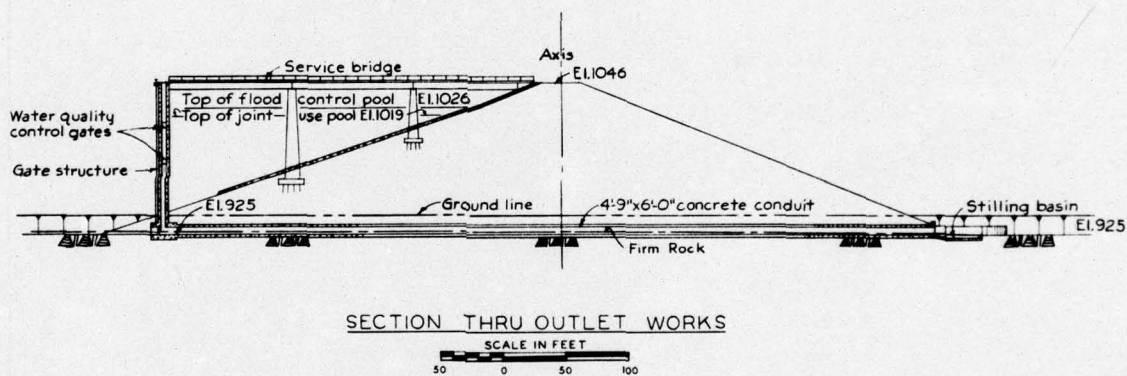 Axis
El.1046
Service bridge
Top of flood control pool El.1026
Top of joint-use pool El.1019
Water quality
control gates
Gate structure
El.925
Ground line
4'-9"x6'-0" concrete conduit
Stilling basin
El.925
Firm Rock
SECTION THRU OUTLET WORKS
SCALE IN FEET
50 0 50 100